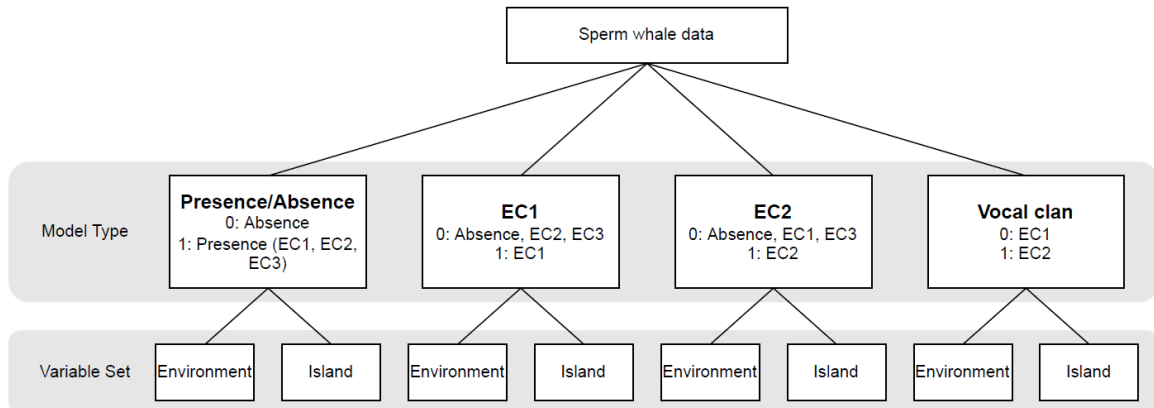 Sperm whale data
Model Type
Presence/Absence
0: Absence
1: Presence (EC1, EC2,
EC3)
EC1
0: Absence, EC2, EC3
1: EC1
EC2
0: Absence, EC1, EC3
1: EC2
Vocal clan
0: EC1
1: EC2
Variable Set
Environment
Island
Environment
Island
Environment
Island
Environment
Island